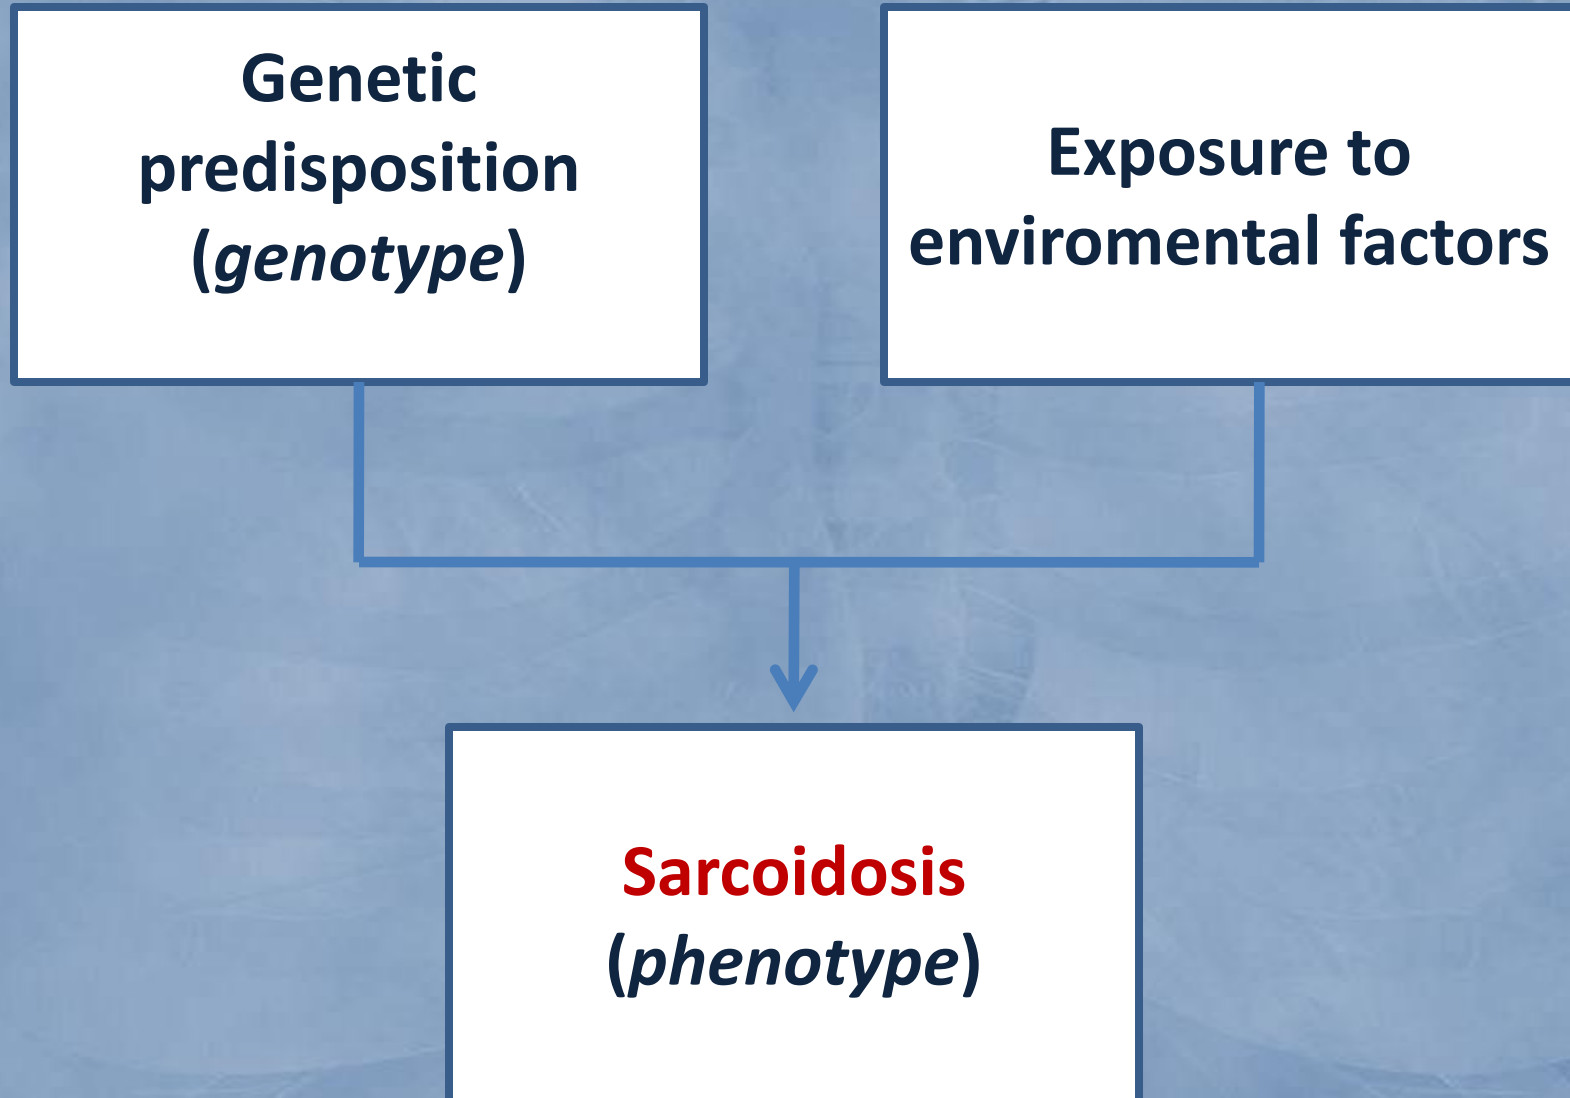 Genetic
predisposition
(genotype)
Exposure to
enviromental factors
Sarcoidosis
(phenotype)